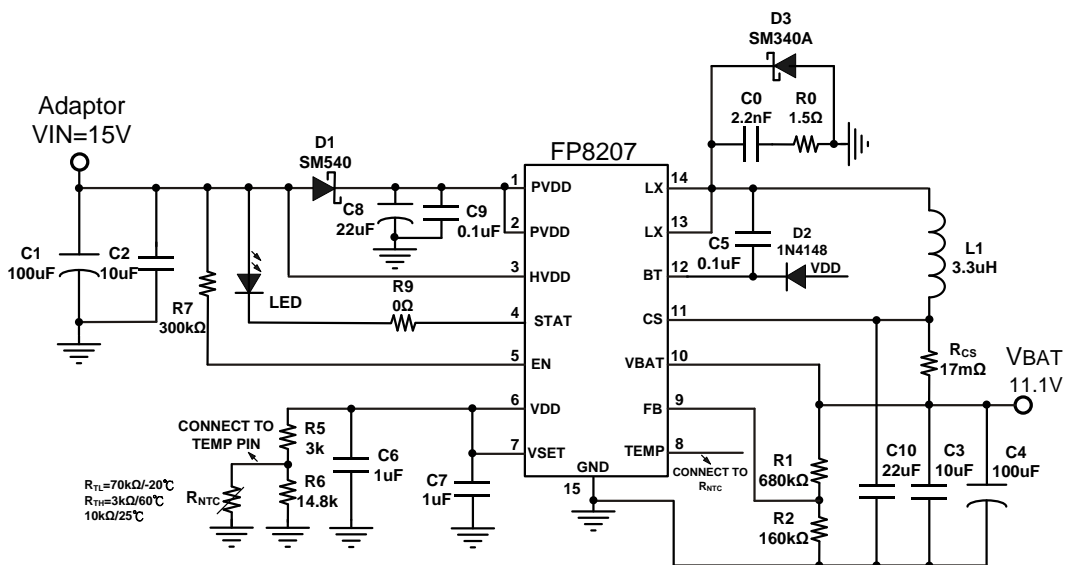 D3
SM340A
C0
2.2nF
R0
1.5Ω
Adaptor
VIN=15V
D1
SM540
FP8207
1
PVDD
LX
14
C8
22uF
C9
0.1uF
2
PVDD
LX
13
C1
100uF
C2
10uF
C5
0.1uF
D2
1N4148
VDD
L1
3.3uH
3
HVDD
BT
12
LED
R7
300kΩ
R9
0Ω
4
STAT
CS
11
RCS
17mΩ
VBAT
11.1V
5
EN
VBAT
10
6
VDD
FB
9
CONNECT TO
TEMP PIN
R5
3k
7
VSET
TEMP
8
CONNECT TO
RNTC
C6
1uF
C7
1uF
GND
15
R1
680kΩ
C10
22uF
C3
10uF
C4
100uF
RTL=70kΩ/-20℃
RTH=3kΩ/60℃
10kΩ/25℃
RNTC
R6
14.8k
R2
160kΩ